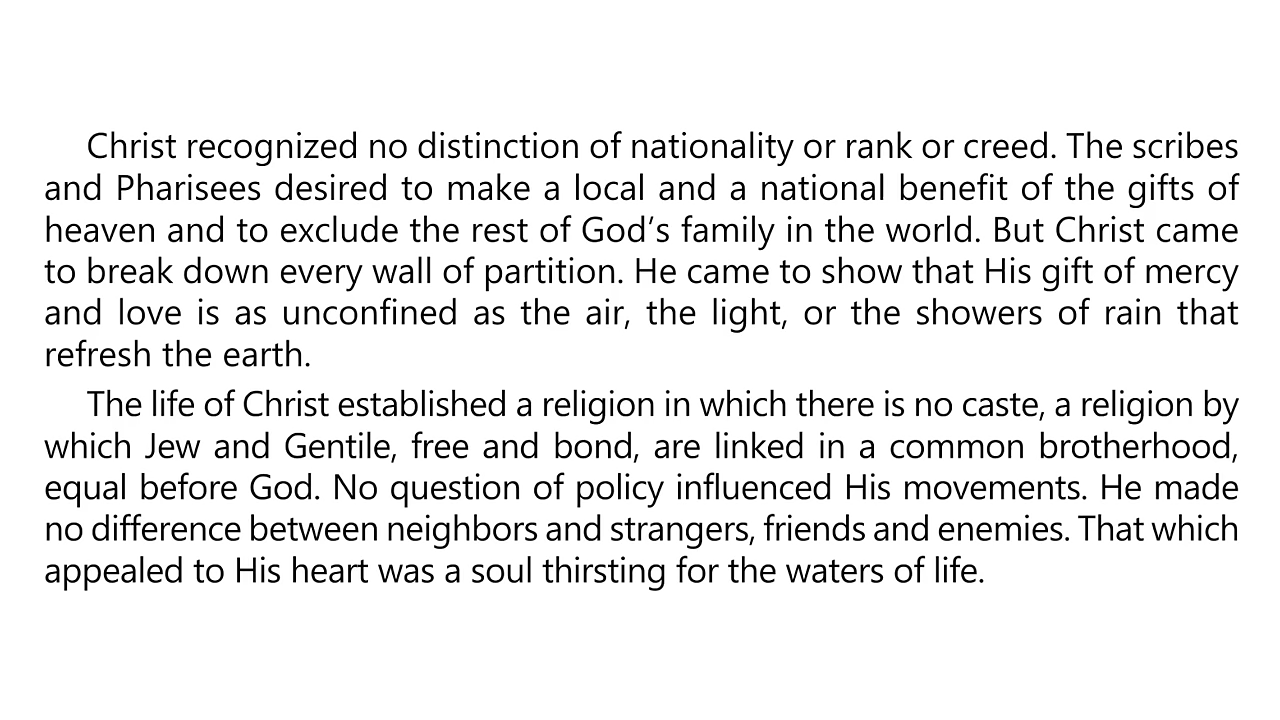 Christ recognized no distinction of nationality or rank or creed. The scribes
and Pharisees desired to make a local and a national benefit of the gifts of
heaven and to exclude the rest of God’s family in the world. But Christ came
to break down every wall of partition. He came to show that His gift of mercy
and love is as unconfined as the air, the light, or the showers of rain that
refresh the earth.
The life of Christ established a religion in which there is no caste, a religion by
which Jew and Gentile, free and bond, are linked in a common brotherhood,
equal before God. No question of policy influenced His movements. He made
no difference between neighbors and strangers, friends and enemies. That which
appealed to His heart was a soul thirsting for the waters of life.